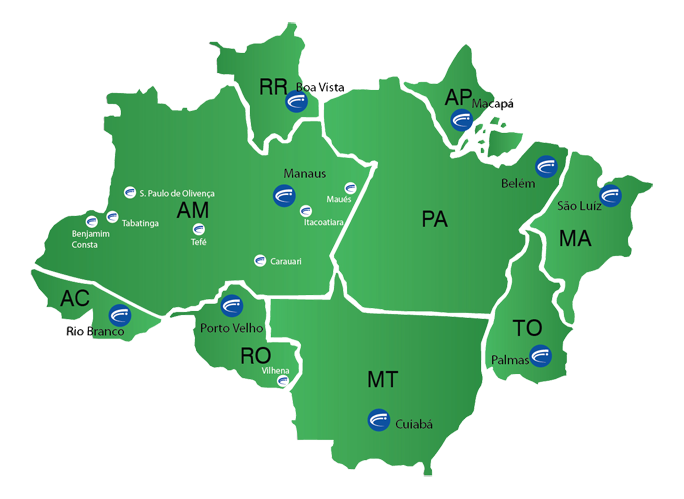 RR
Boa Vista
AP
Macapá
Manaus
Belém
S. Paulo de Olivença
Maués
São Luíz
AM
Itacoatiara
PA
Tabatinga
Benjamim
Consta
Tefé
MA
Carauari
AC
Rio Branco
Porto Velho
TO
RO
Palmas
Vilhena
MT
Cuiabá